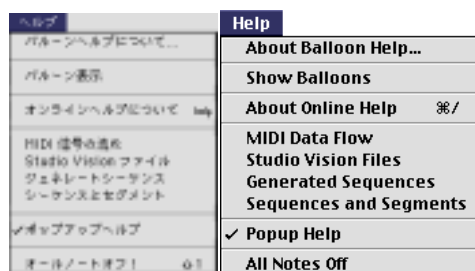 ヘルプ
バルーンヘルプについて...
バルーン表示
オンラインヘルプについて help
MIDI 信号の流れ
Studio Vision ファイル
ジェネレートシーケンス
シーケンスとセグメント
✓ポップアップヘルプ
オールノートオフ!
Help
About Balloon Help...
Show Balloons
About Online Help ⌘/
MIDI Data Flow
Studio Vision Files
Generated Sequences
Sequences and Segments
✓ Popup Help
All Notes Off